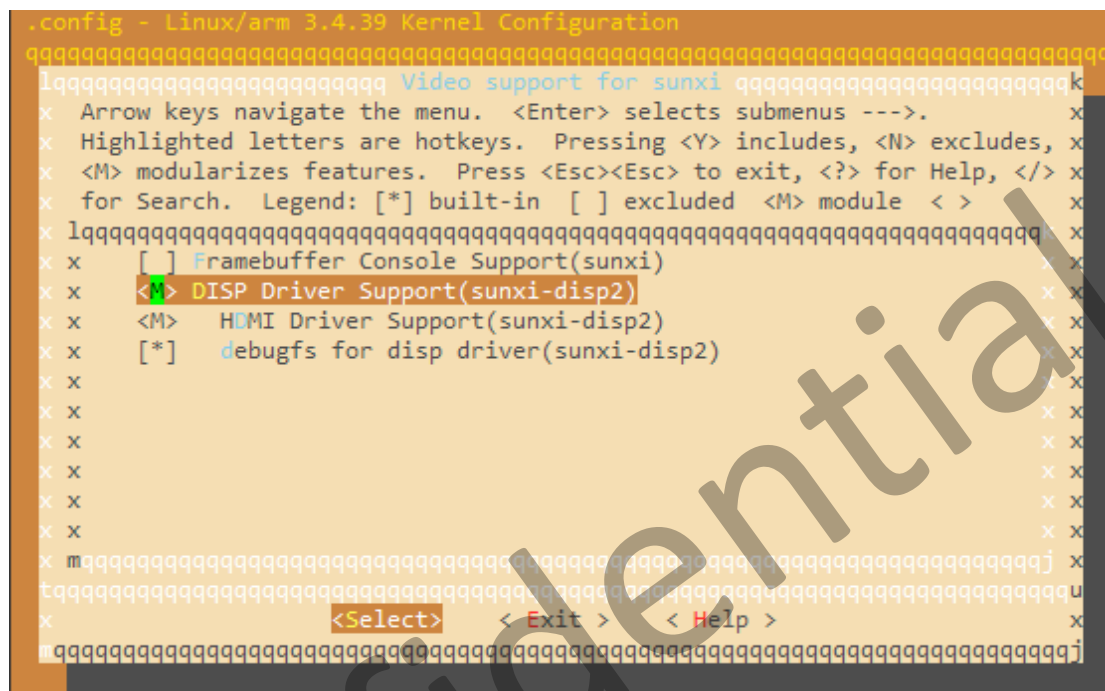 .config - Linux/arm 3.4.39 Kernel Configuration
Video support for sunxi
Arrow keys navigate the menu.  <Enter> selects submenus --->.
Highlighted letters are hotkeys.  Pressing <Y> includes, <N> excludes,
<M> modularizes features.  Press <Esc><Esc> to exit, <?> for Help, </>
for Search.  Legend: [*] built-in  [ ] excluded  <M> module  < >
[ ] Framebuffer Console Support(sunxi)
<M> DISP Driver Support(sunxi-disp2)
<M>   HDMI Driver Support(sunxi-disp2)
[*]   debugfs for disp driver(sunxi-disp2)
<Select>    < Exit >    < Help >
fidential